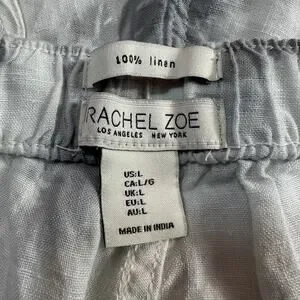 100% linen
RACHEL ZOE
LOS ANGELES NEW YORK
US:L
CA:L/G
UK:L
EU:L
AU:L
MADE IN INDIA